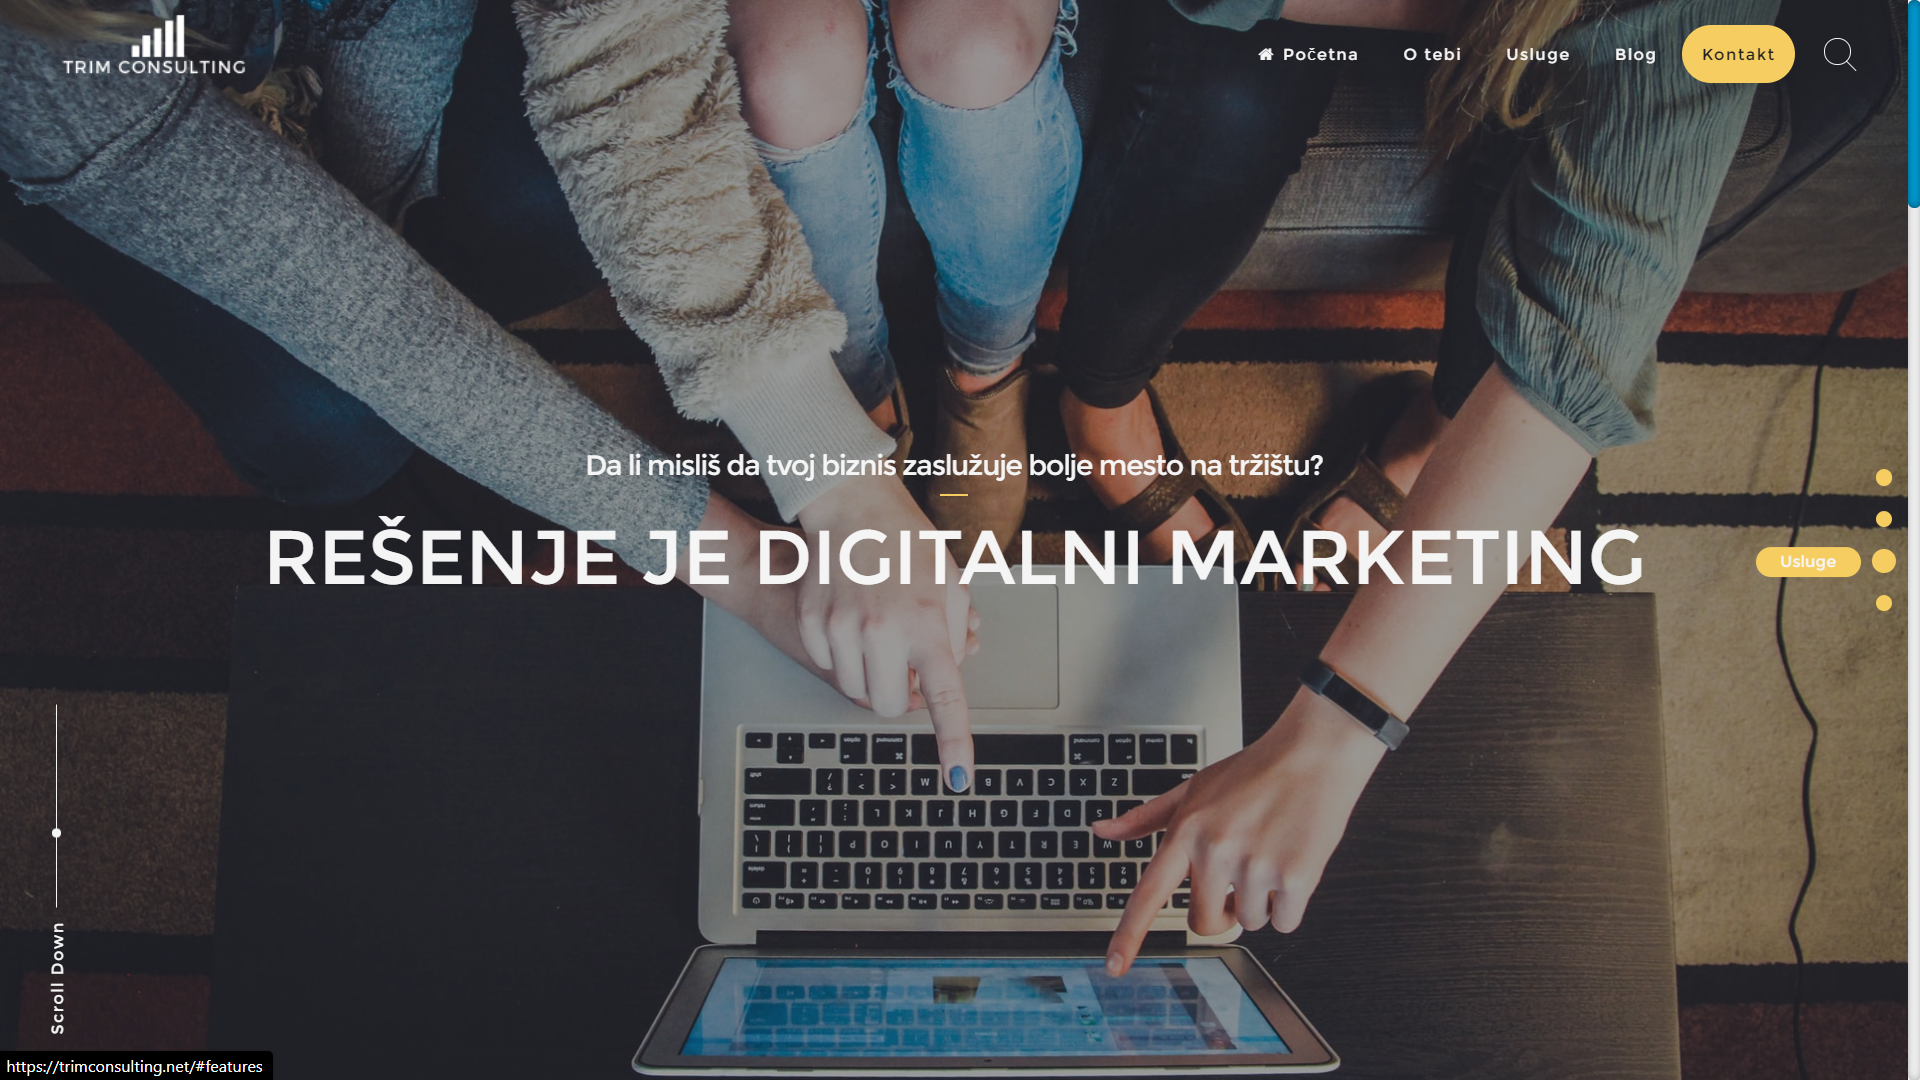 TRIM CONSULTING
Početna
O tebi
Usluge
Blog
Kontakt
Da li misliš da tvoj biznis zaslužuje bolje mesto na tržištu?
REŠENJE JE DIGITALNI MARKETING
Usluge
Scroll Down
https://trimconsulting.net/#features